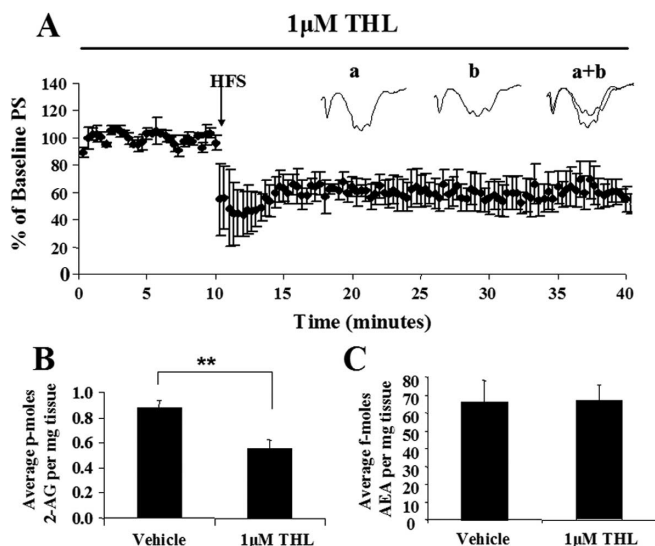 A
1μM THL
% of Baseline PS
140
120
100
80
60
40
20
0
HFS
a
b
a+b
0 5 10 15 20 25 30 35 40
Time (minutes)
B
Average p-moles
2-AG per mg tissue
1.0
0.8
0.6
0.4
0.2
0.0
**
Vehicle 1μM THL
C
Average f-moles
AEA per mg tissue
80
70
60
50
40
30
20
10
0
Vehicle 1μM THL